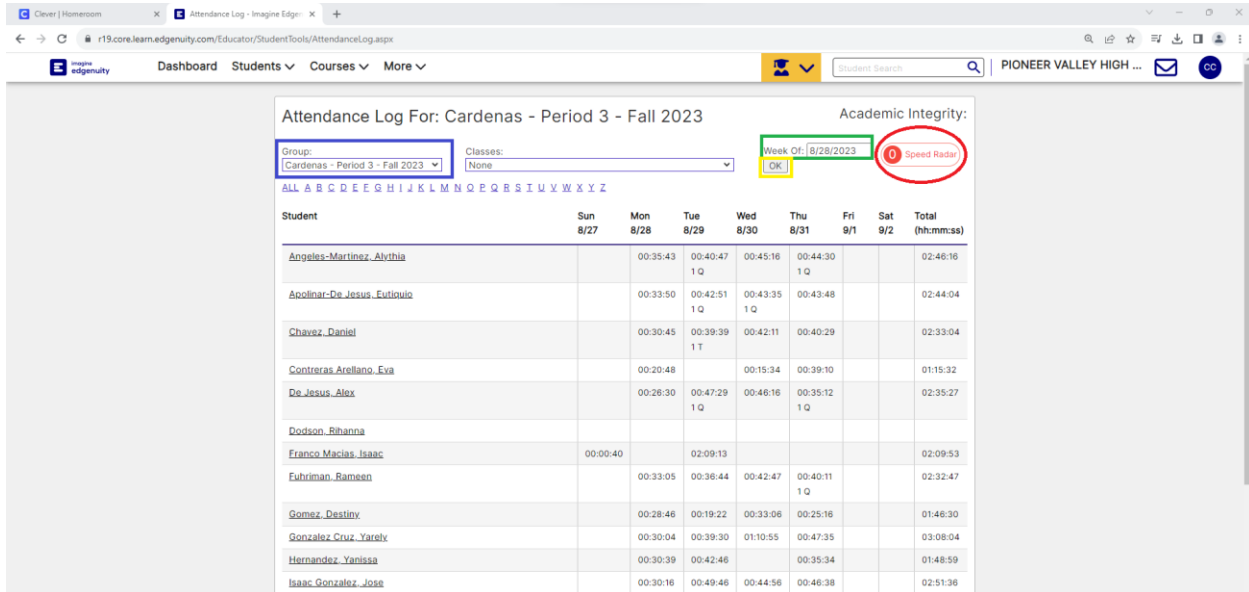 Clever | Homeroom
Attendance Log - Imagine Edgen
r19.core.learn.edgenuity.com/Educator/StudentTools/AttendanceLog.aspx
imagine edgenuity Dashboard Students Courses More Student Search PIONEER VALLEY HIGH ... CC
Attendance Log For: Cardenas - Period 3 - Fall 2023 Academic Integrity:
Group: Classes: Week Of: 8/28/2023 0 Speed Radar
Cardenas - Period 3 - Fall 2023 None OK
ALL A B C D E F G H I J K L M N O P Q R S T U V W X Y Z
Student Sun Mon Tue Wed Thu Fri Sat Total
8/27 8/28 8/29 8/30 8/31 9/1 9/2 (hh:mm:ss)
Angeles-Martinez, Alythia 00:35:43 00:40:47 00:45:16 00:44:30 02:46:16
1 Q 1 Q
Apolinar-De Jesus, Eutiquio 00:33:50 00:42:51 00:43:35 00:43:48 02:44:04
1 Q 1 Q
Chavez, Daniel 00:30:45 00:39:39 00:42:11 00:40:29 02:33:04
1 T
Contreras Arellano, Eva 00:20:48 00:15:34 00:39:10 01:15:32
De Jesus, Alex 00:26:30 00:47:29 00:46:16 00:35:12 02:35:27
1 Q 1 Q
Dodson, Rihanna
Franco Macias, Isaac 00:00:40 02:09:13 02:09:53
Fuhriman, Rameen 00:33:05 00:36:44 00:42:47 00:40:11 02:32:47
1 Q
Gomez, Destiny 00:28:46 00:19:22 00:33:06 00:25:16 01:46:30
Gonzalez Cruz, Yarely 00:30:04 00:39:30 01:10:55 00:47:35 03:08:04
Hernandez, Yanissa 00:30:39 00:42:46 00:35:34 01:48:59
Isaac Gonzalez, Jose 00:30:16 00:49:46 00:44:56 00:46:38 02:51:36